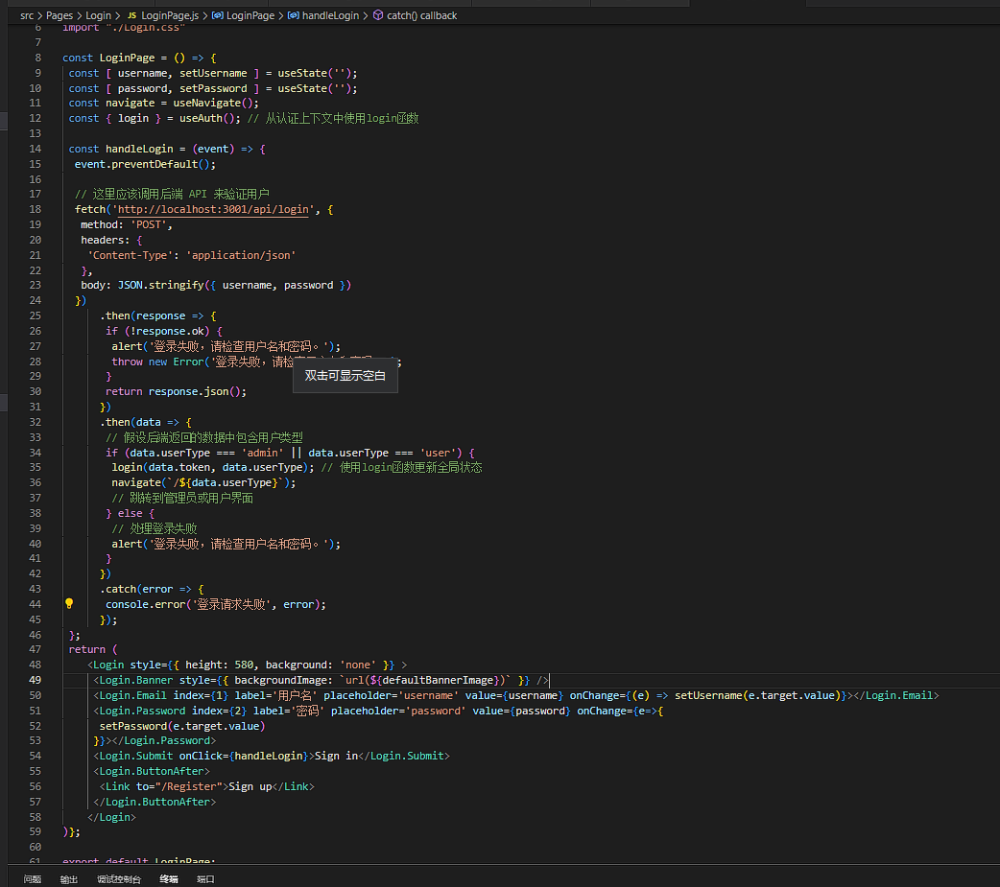 src > Pages > Login > JS LoginPage.js > LoginPage > handleLogin > catch() callback
6 import "./Login.css"
7
8 const LoginPage = () => {
9 const [ username, setUsername ] = useState('');
10 const [ password, setPassword ] = useState('');
11 const navigate = useNavigate();
12 const { login } = useAuth(); // 从认证上下文中使用login函数
13
14 const handleLogin = (event) => {
15 event.preventDefault();
16
17 // 这里应该调用后端 API 来验证用户
18 fetch('http://localhost:3001/api/login', {
19 method: 'POST',
20 headers: {
21 'Content-Type': 'application/json'
22 },
23 body: JSON.stringify({ username, password })
24 })
25 .then(response => {
26 if (!response.ok) {
27 alert('登录失败，请检查用户名和密码。');
28 throw new Error('登录失败，请检查用户名和密码。');
双击可显示空白
29 }
30 return response.json();
31 })
32 .then(data => {
33 // 假设后端返回的数据中包含用户类型
34 if (data.userType === 'admin' || data.userType === 'user') {
35 login(data.token, data.userType); // 使用login函数更新全局状态
36 navigate(`/${data.userType}`);
37 // 跳转到管理员或用户界面
38 } else {
39 // 处理登录失败
40 alert('登录失败，请检查用户名和密码。');
41 }
42 })
43 .catch(error => {
44 console.error('登录请求失败', error);
45 });
46 };
47 return (
48 <Login style={{ height: 580, background: 'none' }} >
49 <Login.Banner style={{ backgroundImage: `url(${defaultBannerImage})` }} />
50 <Login.Email index={1} label='用户名' placeholder='username' value={username} onChange={(e) => setUsername(e.target.value)}></Login.Email>
51 <Login.Password index={2} label='密码' placeholder='password' value={password} onChange={e=>{
52 setPassword(e.target.value)
53 }}></Login.Password>
54 <Login.Submit onClick={handleLogin}>Sign in</Login.Submit>
55 <Login.ButtonAfter>
56 <Link to="/Register">Sign up</Link>
57 </Login.ButtonAfter>
58 </Login>
59 )};
60
61 export default LoginPage;
问题 输出 调试控制台 终端 端口